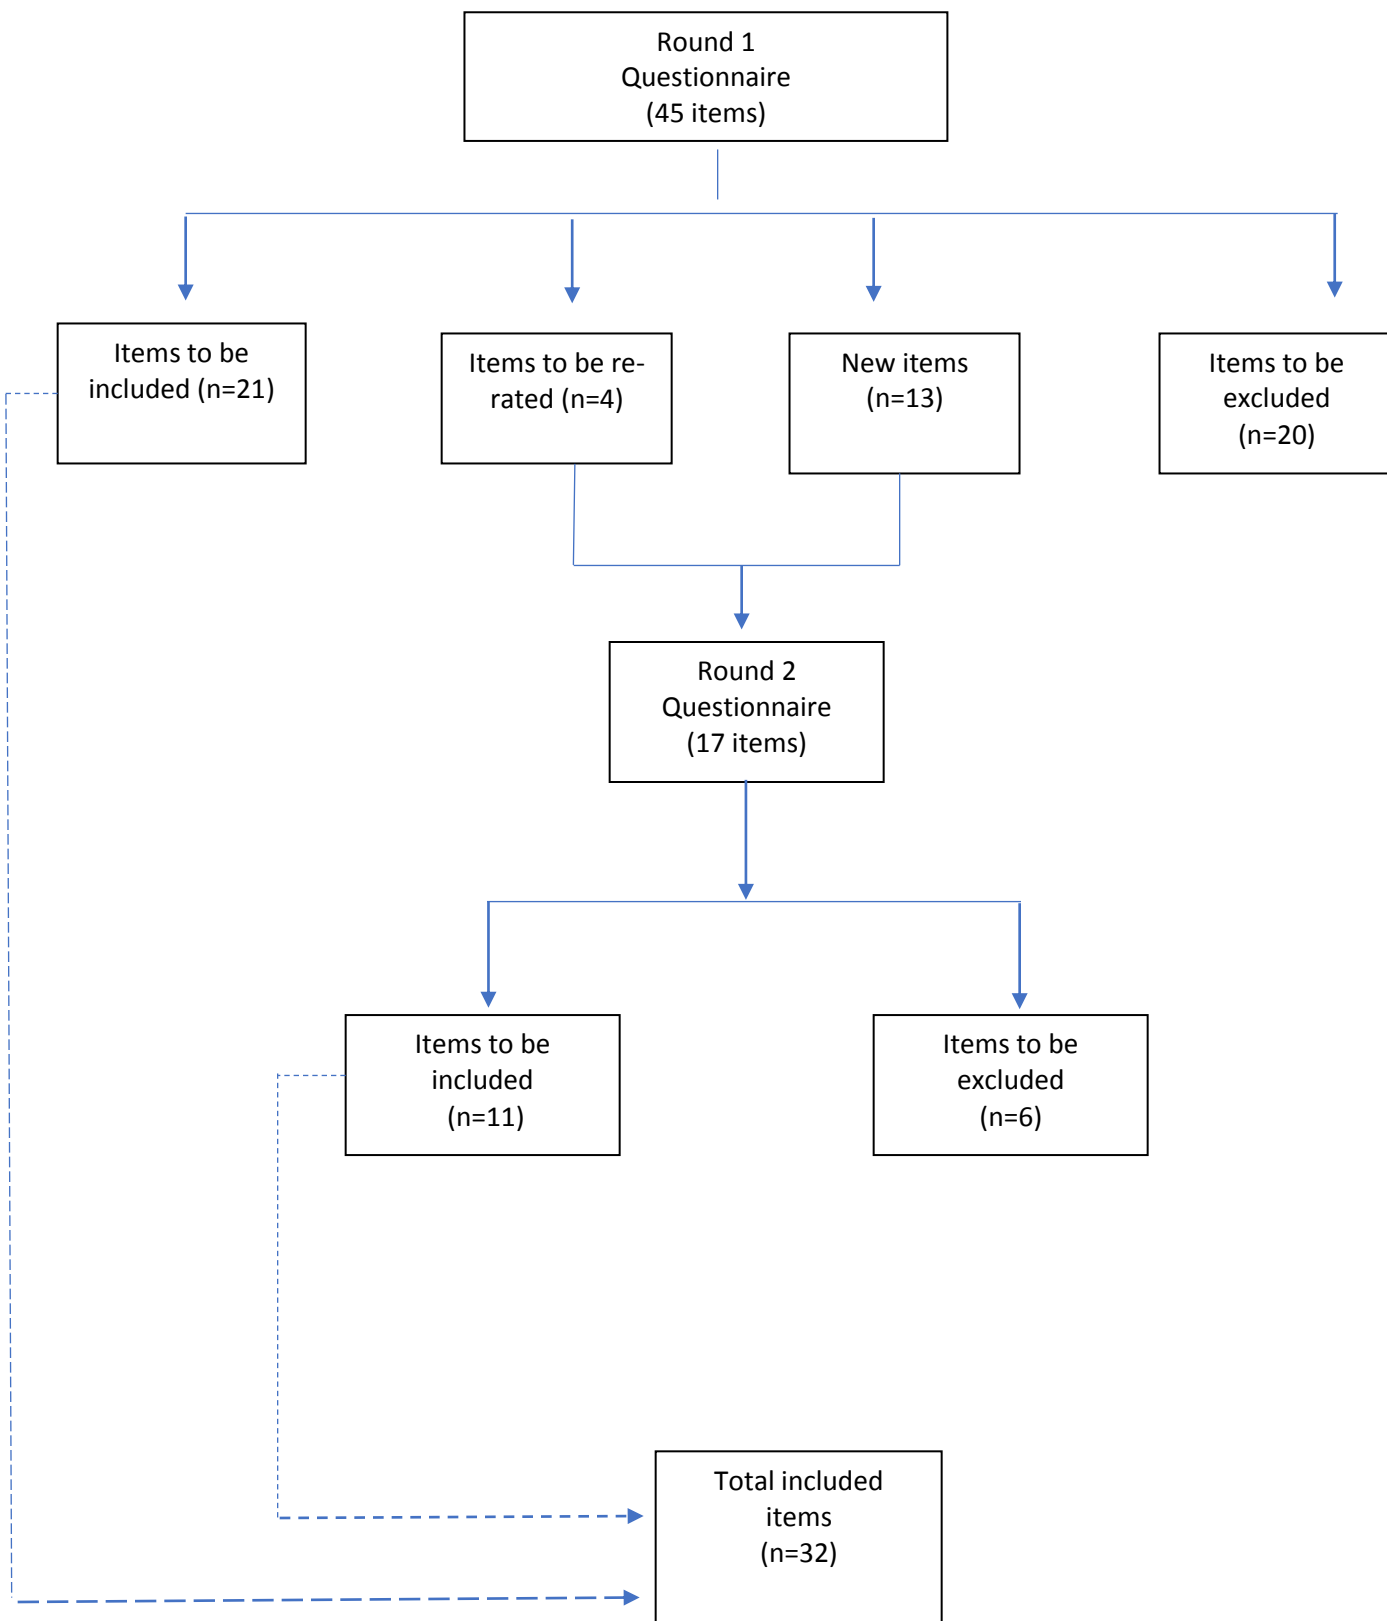 Round 1
Questionnaire
(45 items)
Items to be
included (n=21)
Items to be re-
rated (n=4)
New items
(n=13)
Items to be
excluded
(n=20)
Round 2
Questionnaire
(17 items)
Items to be
included
(n=11)
Items to be
excluded
(n=6)
Total included
items
(n=32)